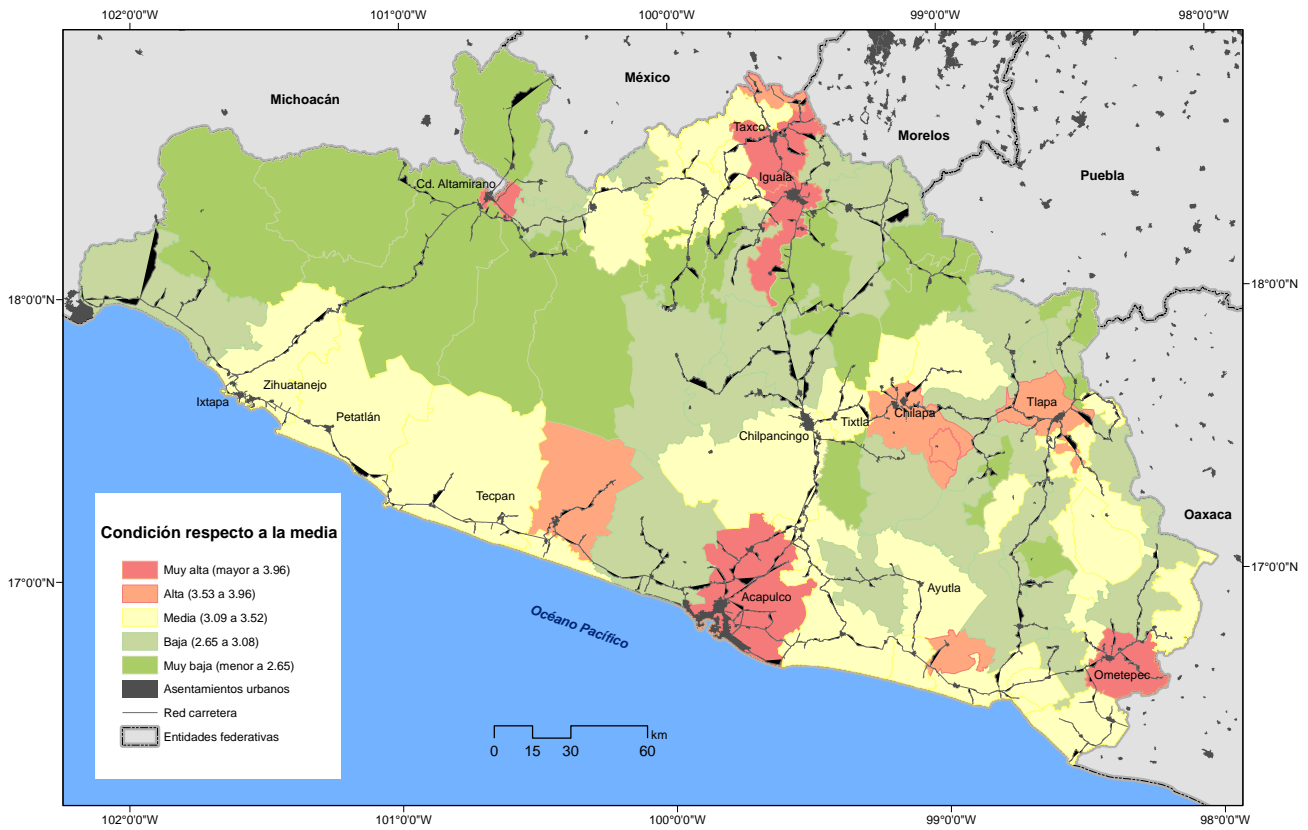 102°0'0"W 101°0'0"W 100°0'0"W 99°0'0"W 98°0'0"W
México
Michoacán
Taxco
Morelos
Puebla
Iguala
Cd. Altamirano
18°0'0"N
18°0'0"N
Zihuatanejo
Ixtapa
Petatlán
Tlapa
Chilapa
Tixtla
Chilpancingo
Tecpan
Oaxaca
17°0'0"N
17°0'0"N
Ayutla
Acapulco
Océano Pacífico
Ometepec
Condición respecto a la media
Muy alta (mayor a 3.96)
Alta (3.53 a 3.96)
Media (3.09 a 3.52)
Baja (2.65 a 3.08)
Muy baja (menor a 2.65)
Asentamientos urbanos
Red carretera
Entidades federativas
km
0 15 30 60
102°0'0"W 101°0'0"W 100°0'0"W 99°0'0"W 98°0'0"W